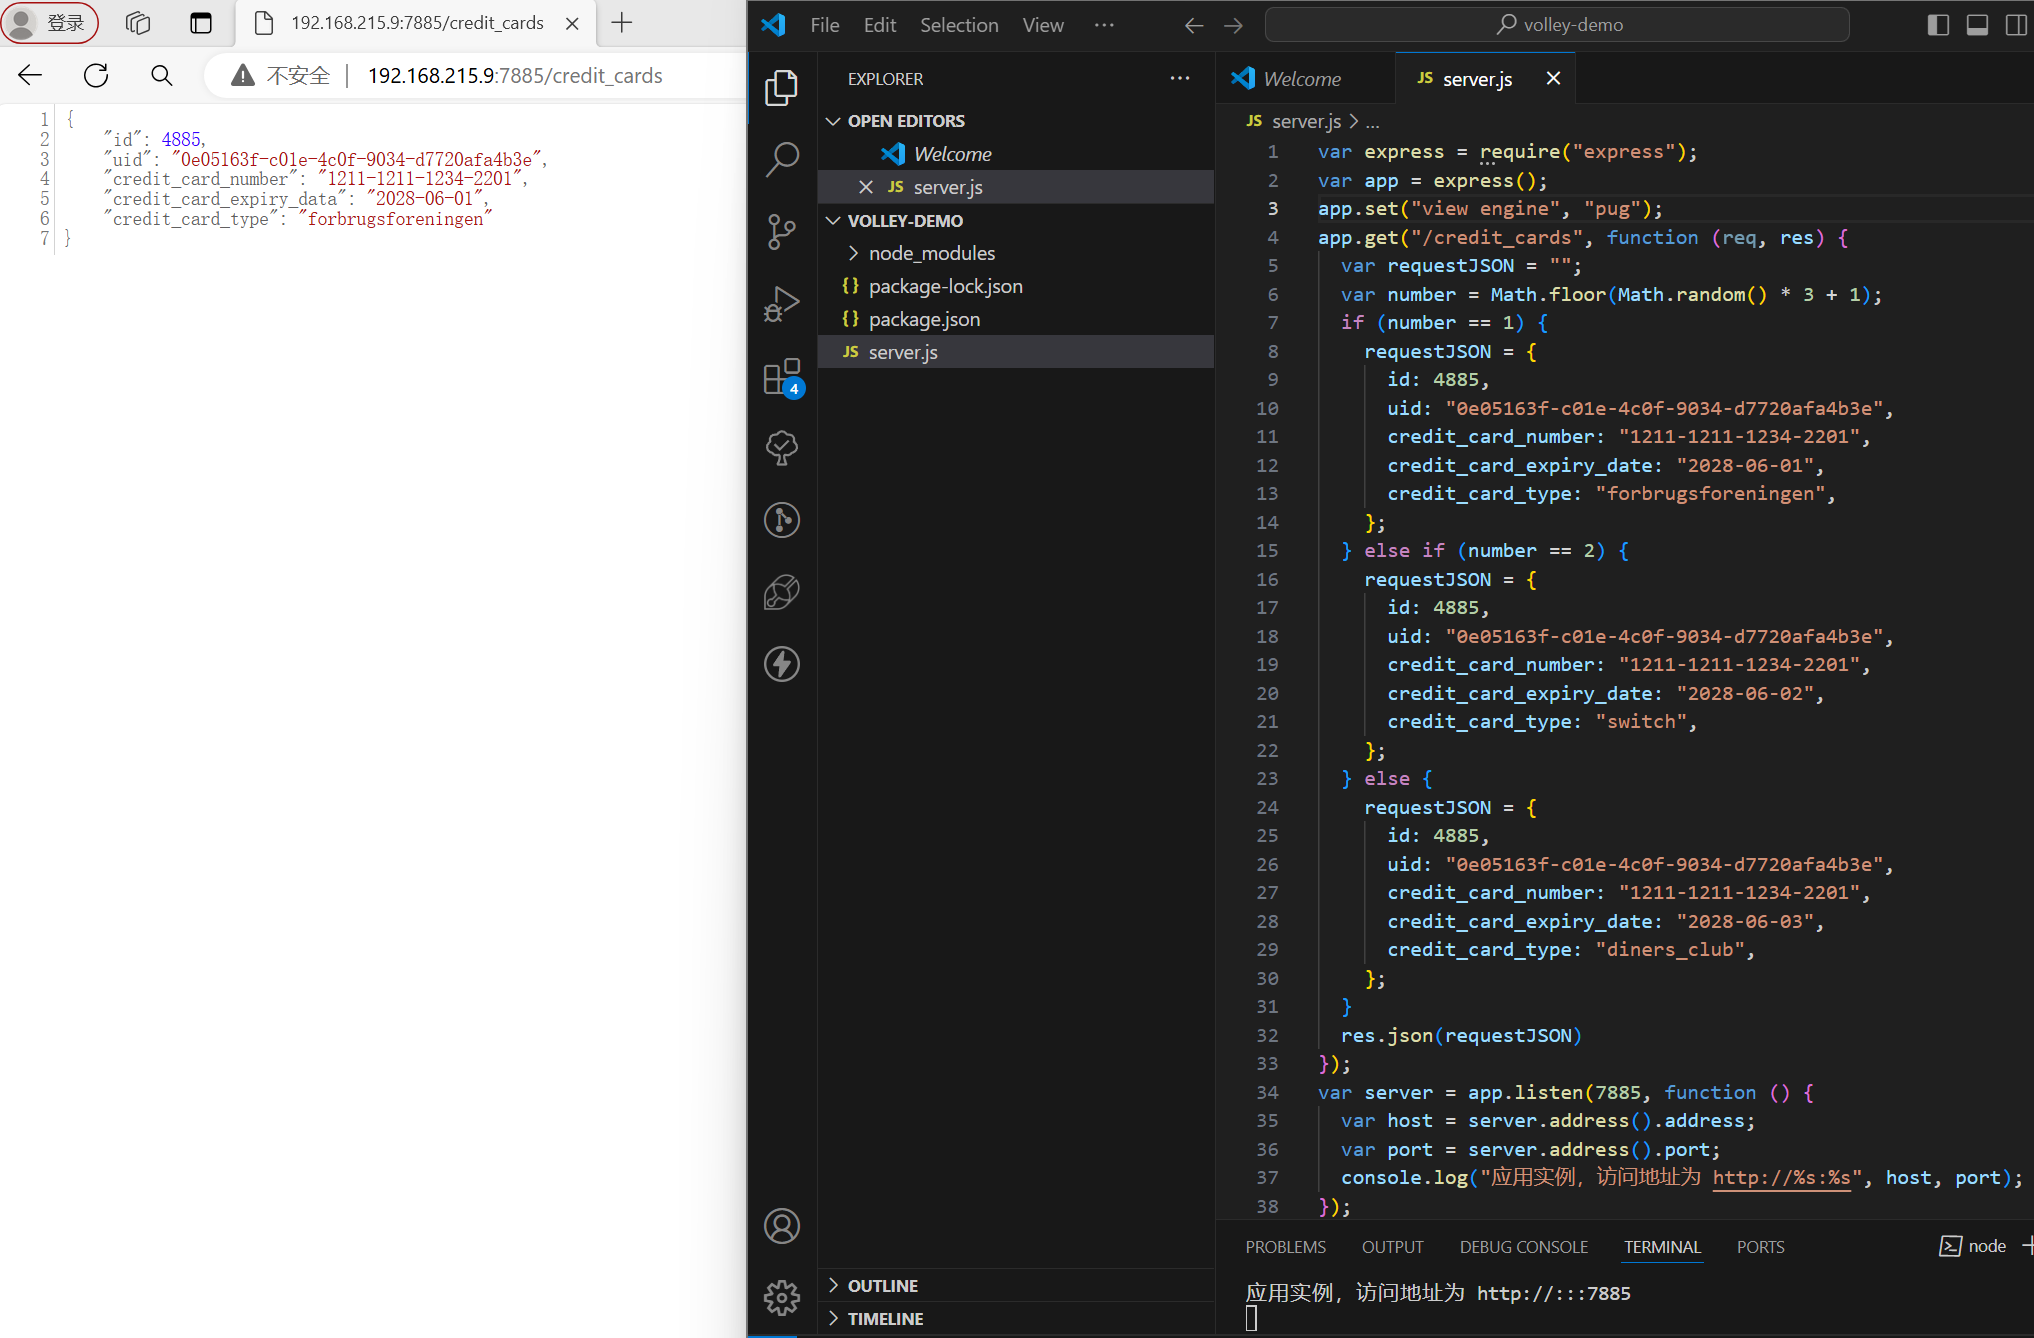 登录
192.168.215.9:7885/credit_cards
不安全 | 192.168.215.9:7885/credit_cards
1 {
2 "id": 4885,
3 "uid": "0e05163f-c01e-4c0f-9034-d7720afa4b3e",
4 "credit_card_number": "1211-1211-1234-2201",
5 "credit_card_expiry_data": "2028-06-01",
6 "credit_card_type": "forbrugsforeningen"
7 }
File Edit Selection View ···
volley-demo
EXPLORER ···
OPEN EDITORS
Welcome
JS server.js
VOLLEY-DEMO
node_modules
{} package-lock.json
{} package.json
JS server.js
4
OUTLINE
TIMELINE
Welcome
JS server.js
JS server.js > ...
1 var express = require("express");
2 var app = express();
3 app.set("view engine", "pug");
4 app.get("/credit_cards", function (req, res) {
5 var requestJSON = "";
6 var number = Math.floor(Math.random() * 3 + 1);
7 if (number == 1) {
8 requestJSON = {
9 id: 4885,
10 uid: "0e05163f-c01e-4c0f-9034-d7720afa4b3e",
11 credit_card_number: "1211-1211-1234-2201",
12 credit_card_expiry_date: "2028-06-01",
13 credit_card_type: "forbrugsforeningen",
14 };
15 } else if (number == 2) {
16 requestJSON = {
17 id: 4885,
18 uid: "0e05163f-c01e-4c0f-9034-d7720afa4b3e",
19 credit_card_number: "1211-1211-1234-2201",
20 credit_card_expiry_date: "2028-06-02",
21 credit_card_type: "switch",
22 };
23 } else {
24 requestJSON = {
25 id: 4885,
26 uid: "0e05163f-c01e-4c0f-9034-d7720afa4b3e",
27 credit_card_number: "1211-1211-1234-2201",
28 credit_card_expiry_date: "2028-06-03",
29 credit_card_type: "diners_club",
30 };
31 }
32 res.json(requestJSON)
33 });
34 var server = app.listen(7885, function () {
35 var host = server.address().address;
36 var port = server.address().port;
37 console.log("应用实例，访问地址为 http://%s:%s", host, port);
38 });
PROBLEMS OUTPUT DEBUG CONSOLE TERMINAL PORTS
node
应用实例，访问地址为 http://:::7885